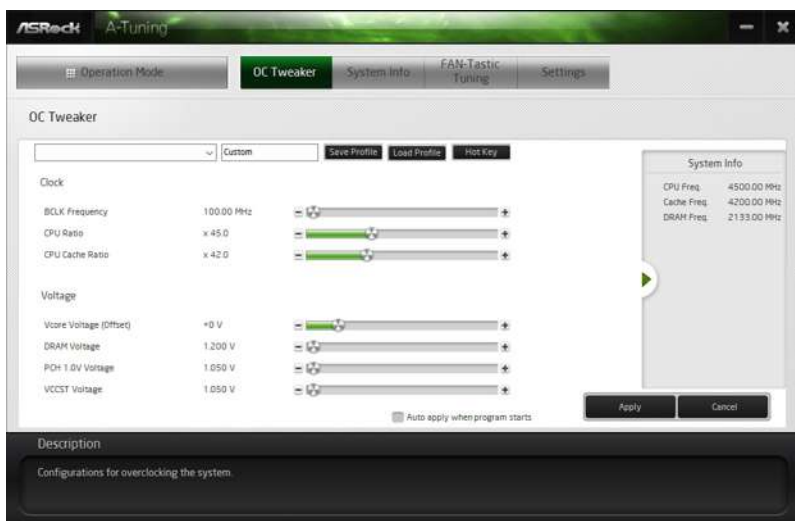 ASRock A-Tuning
Operation Mode
OC Tweaker
System Info
FAN-Tastic
Tuning
Settings
OC Tweaker
Custom
Save Profile
Load Profile
Hot Key
System Info
CPU Freq. 4500.00 MHz
Cache Freq. 4200.00 MHz
DRAM Freq. 2133.00 MHz
Clock
BCLK Frequency 100.00 MHz
CPU Ratio x 45.0
CPU Cache Ratio x 42.0
Voltage
Vcore Voltage (Offset) +0 V
DRAM Voltage 1.200 V
PCH 1.0V Voltage 1.050 V
VCCST Voltage 1.050 V
Auto apply when program starts
Apply
Cancel
Description
Configurations for overclocking the system.